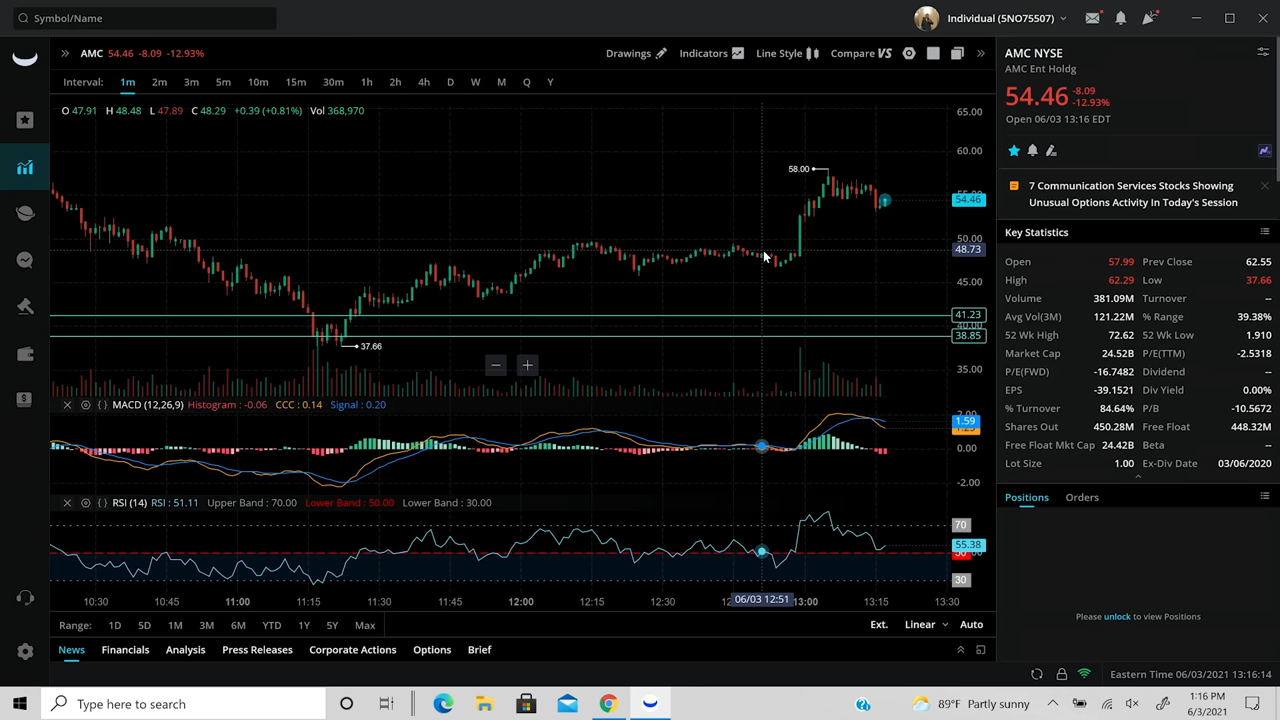 Symbol/Name
Individual (5NO75507)
AMC 54.46 -8.09 -12.93%
Drawings Indicators Line Style Compare VS
Interval: 1m 2m 3m 5m 10m 15m 30m 1h 2h 4h D W M Q Y
O 47.91 H 48.48 L 47.89 C 48.29 +0.39 (+0.81%) Vol 368,970
65.00
60.00
58.00
55.00
54.46
50.00
48.73
45.00
41.23
40.00
38.85
37.66
35.00
MACD (12,26,9) Histogram : -0.06 CCC : 0.14 Signal : 0.20
2.00
1.59
0.00
-2.00
RSI (14) RSI : 51.11 Upper Band : 70.00 Lower Band : 50.00 Lower Band : 30.00
70
55.38
30
10:30 10:45 11:00 11:15 11:30 11:45 12:00 12:15 12:30 06/03 12:51 13:00 13:15 13:30
Range: 1D 5D 1M 3M 6M YTD 1Y 5Y Max
Ext. Linear Auto
News Financials Analysis Press Releases Corporate Actions Options Brief
AMC NYSE
AMC Ent Holdg
54.46 -8.09
-12.93%
Open 06/03 13:16 EDT
7 Communication Services Stocks Showing
Unusual Options Activity In Today's Session
Key Statistics
Open 57.99 Prev Close 62.55
High 62.29 Low 37.66
Volume 381.09M Turnover --
Avg Vol(3M) 121.22M % Range 39.38%
52 Wk High 72.62 52 Wk Low 1.910
Market Cap 24.52B P/E(TTM) -2.5318
P/E(FWD) -16.7482 Dividend --
EPS -39.1521 Div Yield 0.00%
% Turnover 84.64% P/B -10.5672
Shares Out 450.28M Free Float 448.32M
Free Float Mkt Cap 24.42B Beta --
Lot Size 1.00 Ex-Div Date 03/06/2020
Positions Orders
Please unlock to view Positions
Eastern Time 06/03/2021 13:16:14
Type here to search
89°F Partly sunny
1:16 PM
6/3/2021